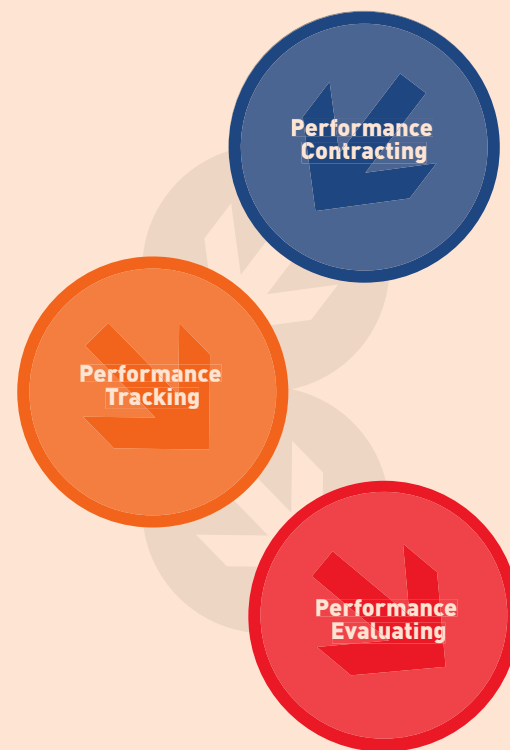 Performance
Contracting
Performance
Tracking
Performance
Evaluating